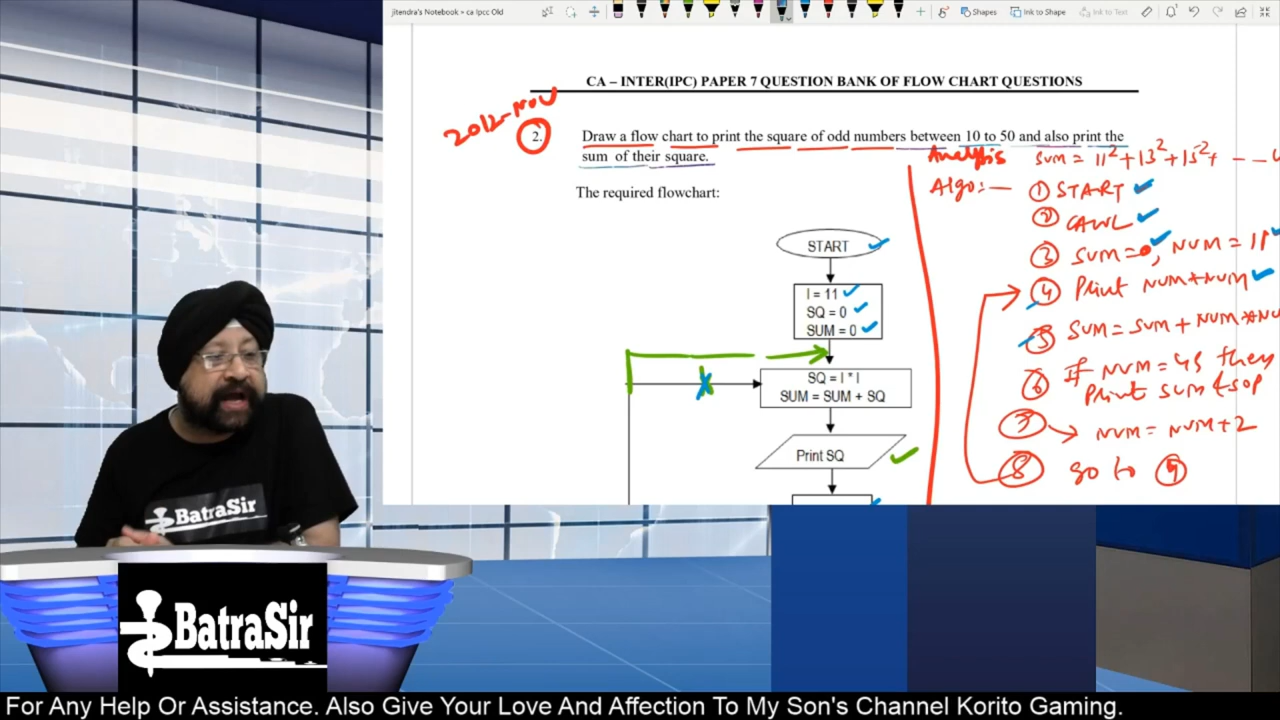 jitendra's Notebook » ca Ipcc Old
Shapes
Ink to Shape
Ink to Text
CA – INTER(IPC) PAPER 7 QUESTION BANK OF FLOW CHART QUESTIONS
2012-NOV
2. Draw a flow chart to print the square of odd numbers between 10 to 50 and also print the
sum of their square.
The required flowchart:
START
I = 11
SQ = 0
SUM = 0
SQ = I * I
SUM = SUM + SQ
Print SQ
Analysis SUM = 11² + 13² + 15² + - - -
Algo:— ① START
②
③ SUM=0, NUM = 11
④ Print NUM*NUM
⑤ SUM = SUM + NUM*NU
⑥ If NUM = 49 then
Print SUM & stop
⑦ → NUM = NUM+2
⑧ go to ④
BatraSir
BatraSir
For Any Help Or Assistance. Also Give Your Love And Affection To My Son's Channel Korito Gaming.